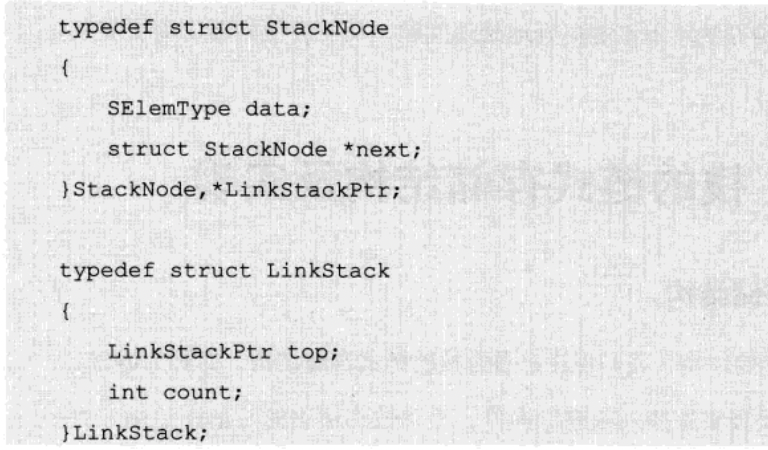 typedef struct StackNode
{
SElemType data;
struct StackNode *next;
}StackNode,*LinkStackPtr;
typedef struct LinkStack
{
LinkStackPtr top;
int count;
}LinkStack;